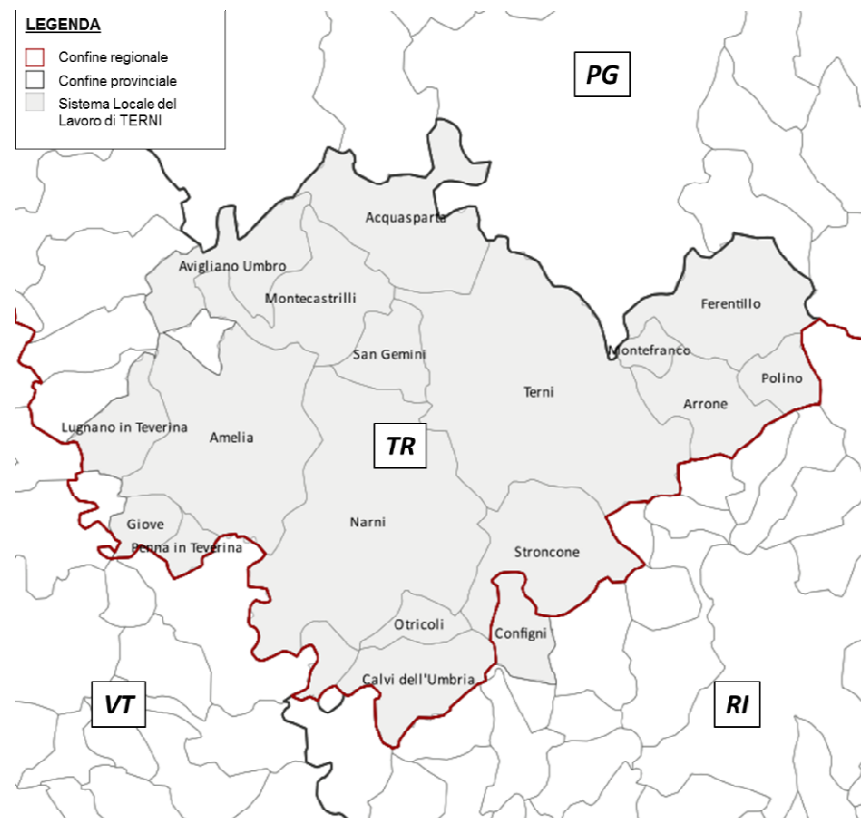 LEGENDA
Confine regionale
Confine provinciale
Sistema Locale del
Lavoro di TERNI
PG
Acquasparta
Avigliano Umbro
Montecastrilli
Ferentillo
San Gemini
Montefranco
Polino
Terni
Arrone
Lugnano in Teverina
Amelia
TR
Giove
Narni
Penna in Teverina
Stroncone
Otricoli
Configni
Calvi dell'Umbria
VT
RI